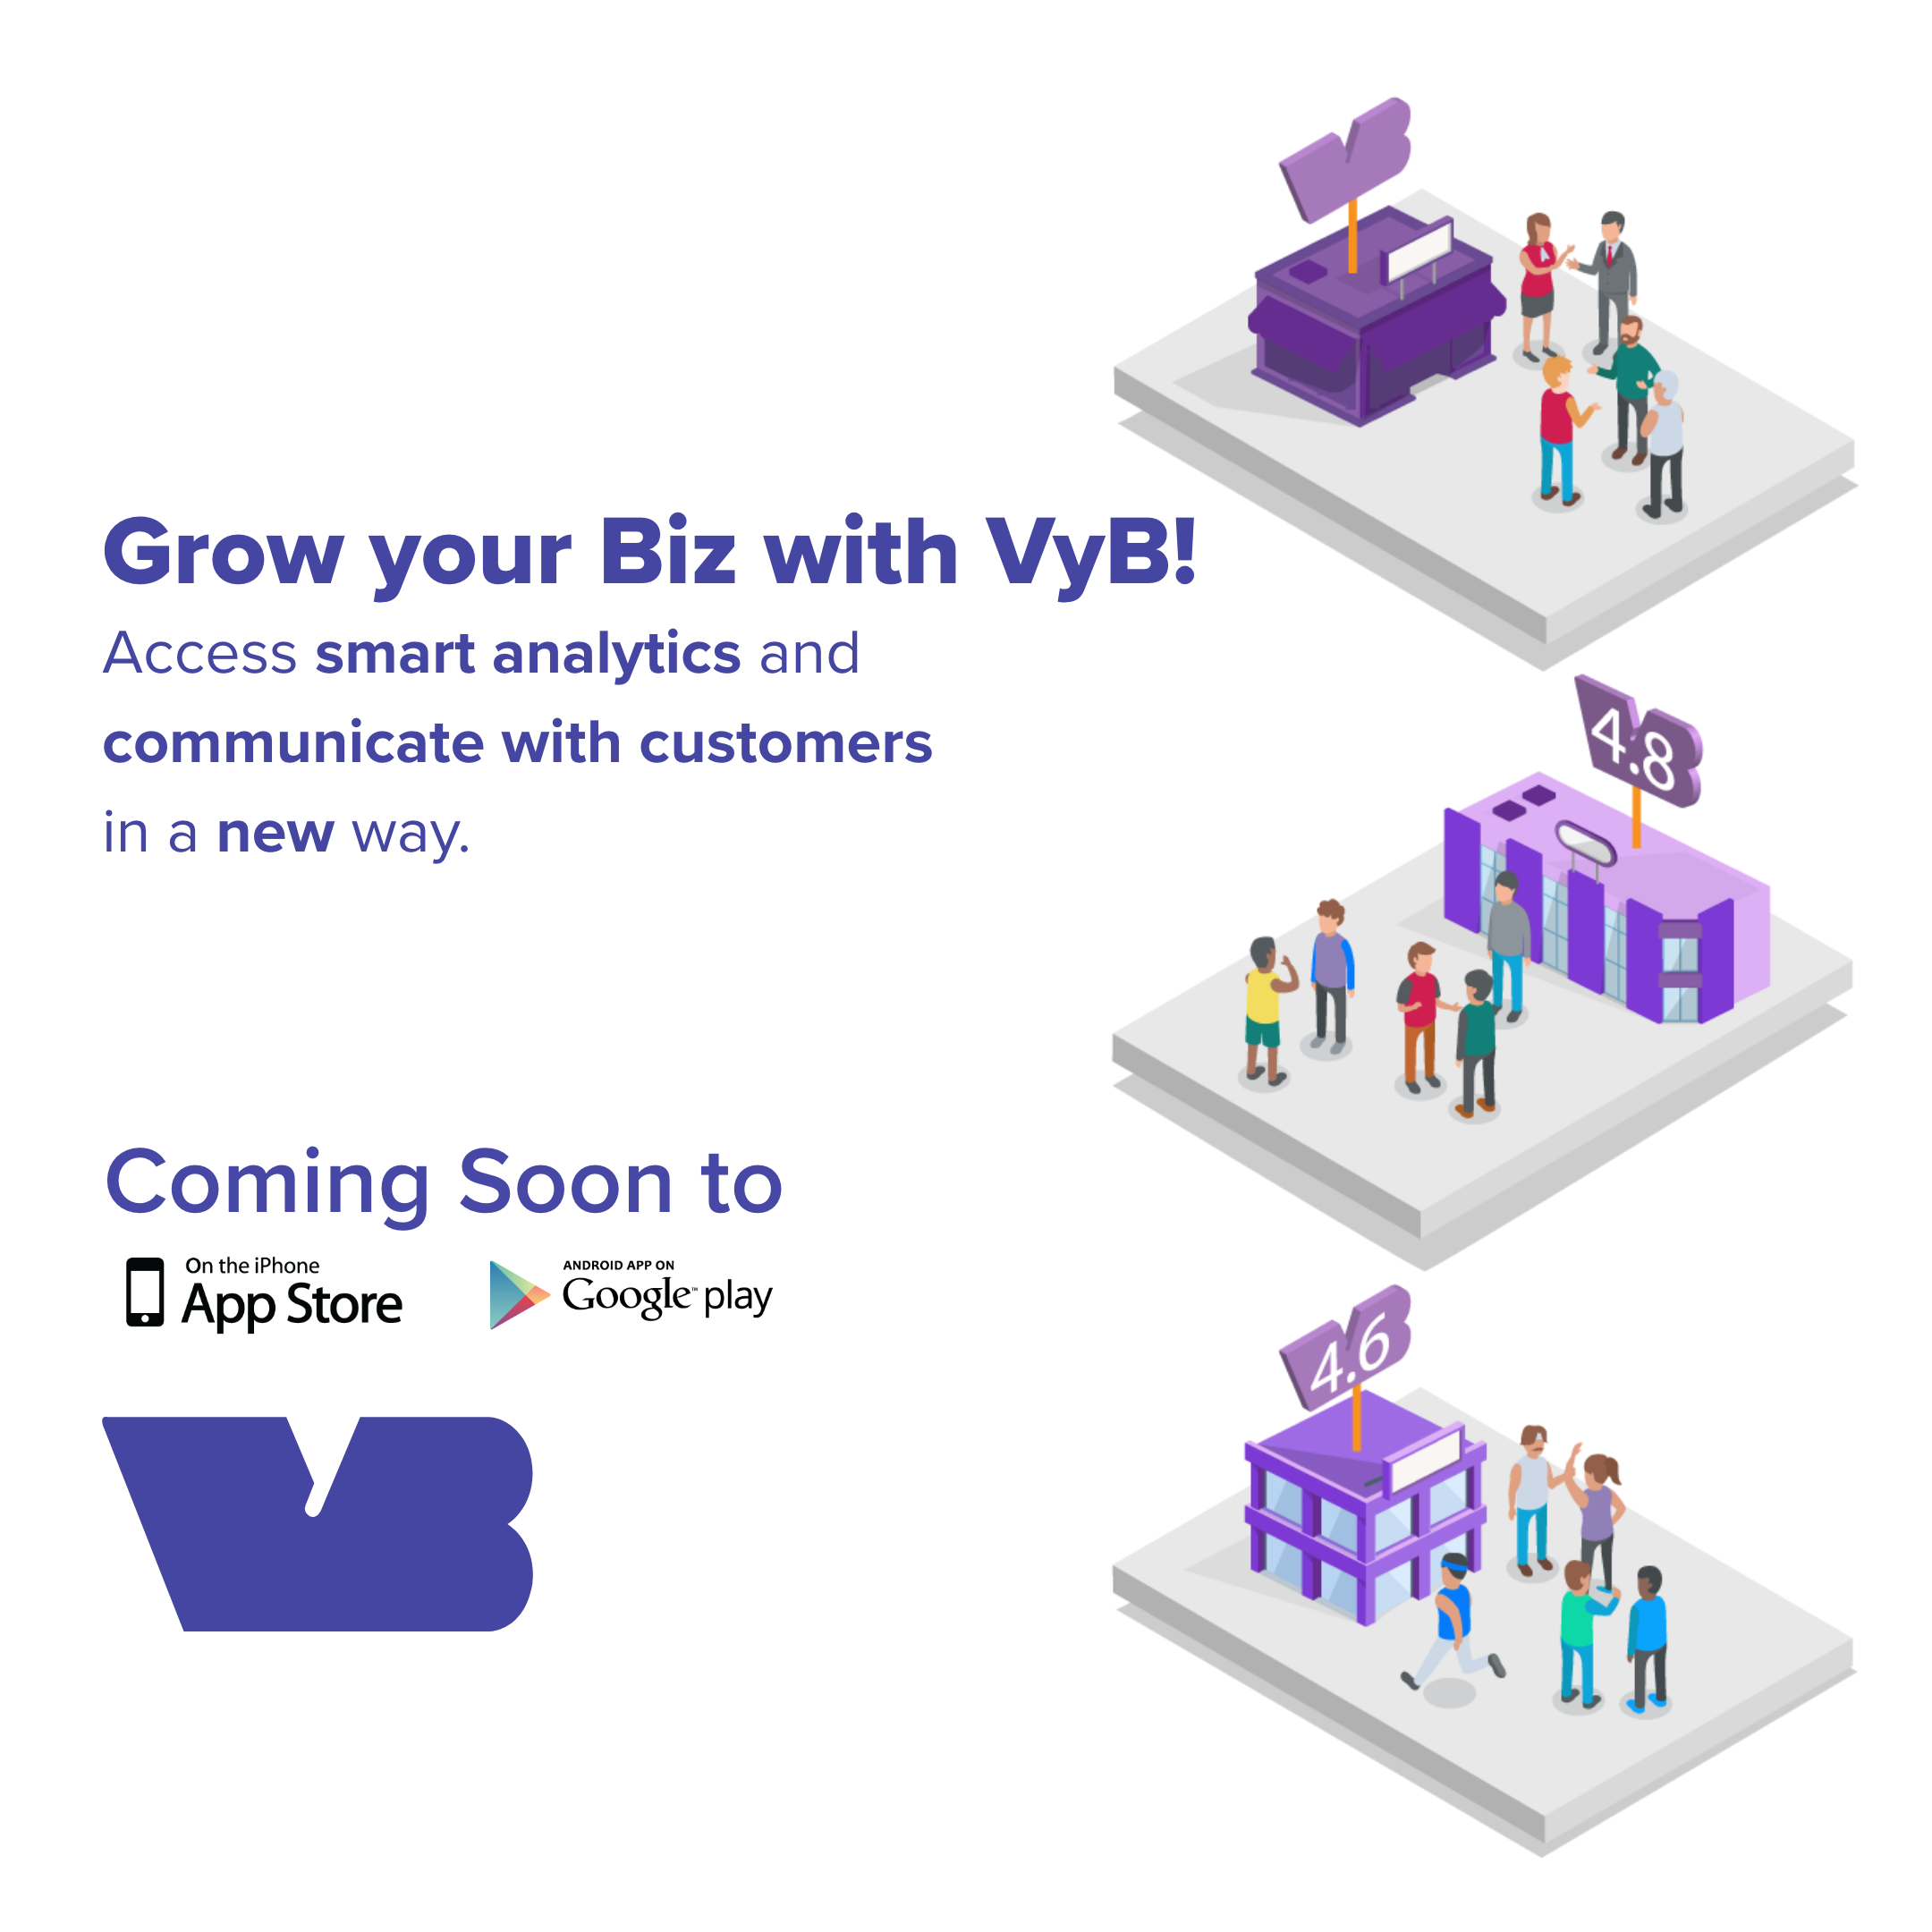 Grow your Biz with VyB!
Access smart analytics and
communicate with customers
in a new way.
Coming Soon to
On the iPhone
App Store
ANDROID APP ON
Google™ play
4.8
4.6